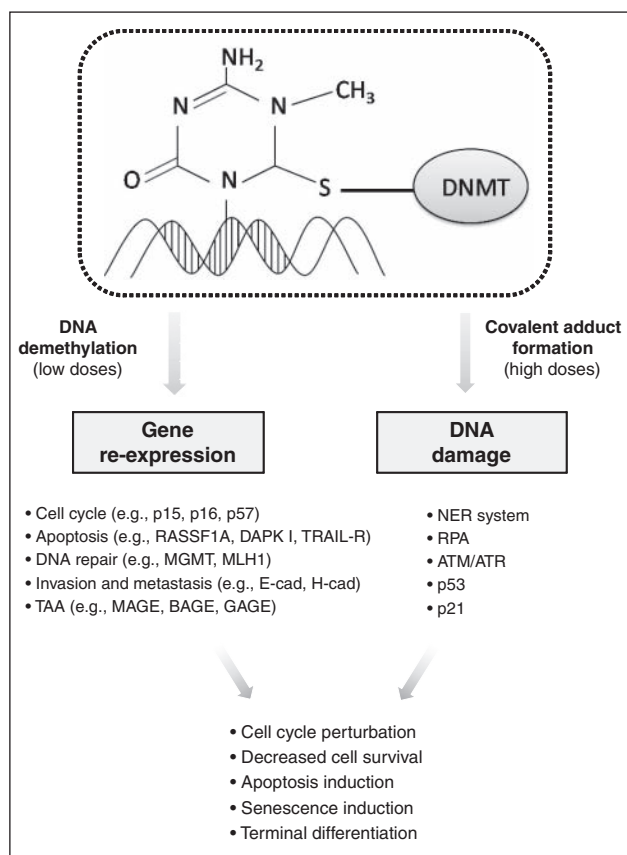 NH2
N
N
CH3
O
N
S
DNMT
DNA
demethylation
(low doses)
Covalent adduct
formation
(high doses)
Gene
re-expression
DNA
damage
• Cell cycle (e.g., p15, p16, p57)
• Apoptosis (e.g., RASSF1A, DAPK I, TRAIL-R)
• DNA repair (e.g., MGMT, MLH1)
• Invasion and metastasis (e.g., E-cad, H-cad)
• TAA (e.g., MAGE, BAGE, GAGE)
• NER system
• RPA
• ATM/ATR
• p53
• p21
• Cell cycle perturbation
• Decreased cell survival
• Apoptosis induction
• Senescence induction
• Terminal differentiation